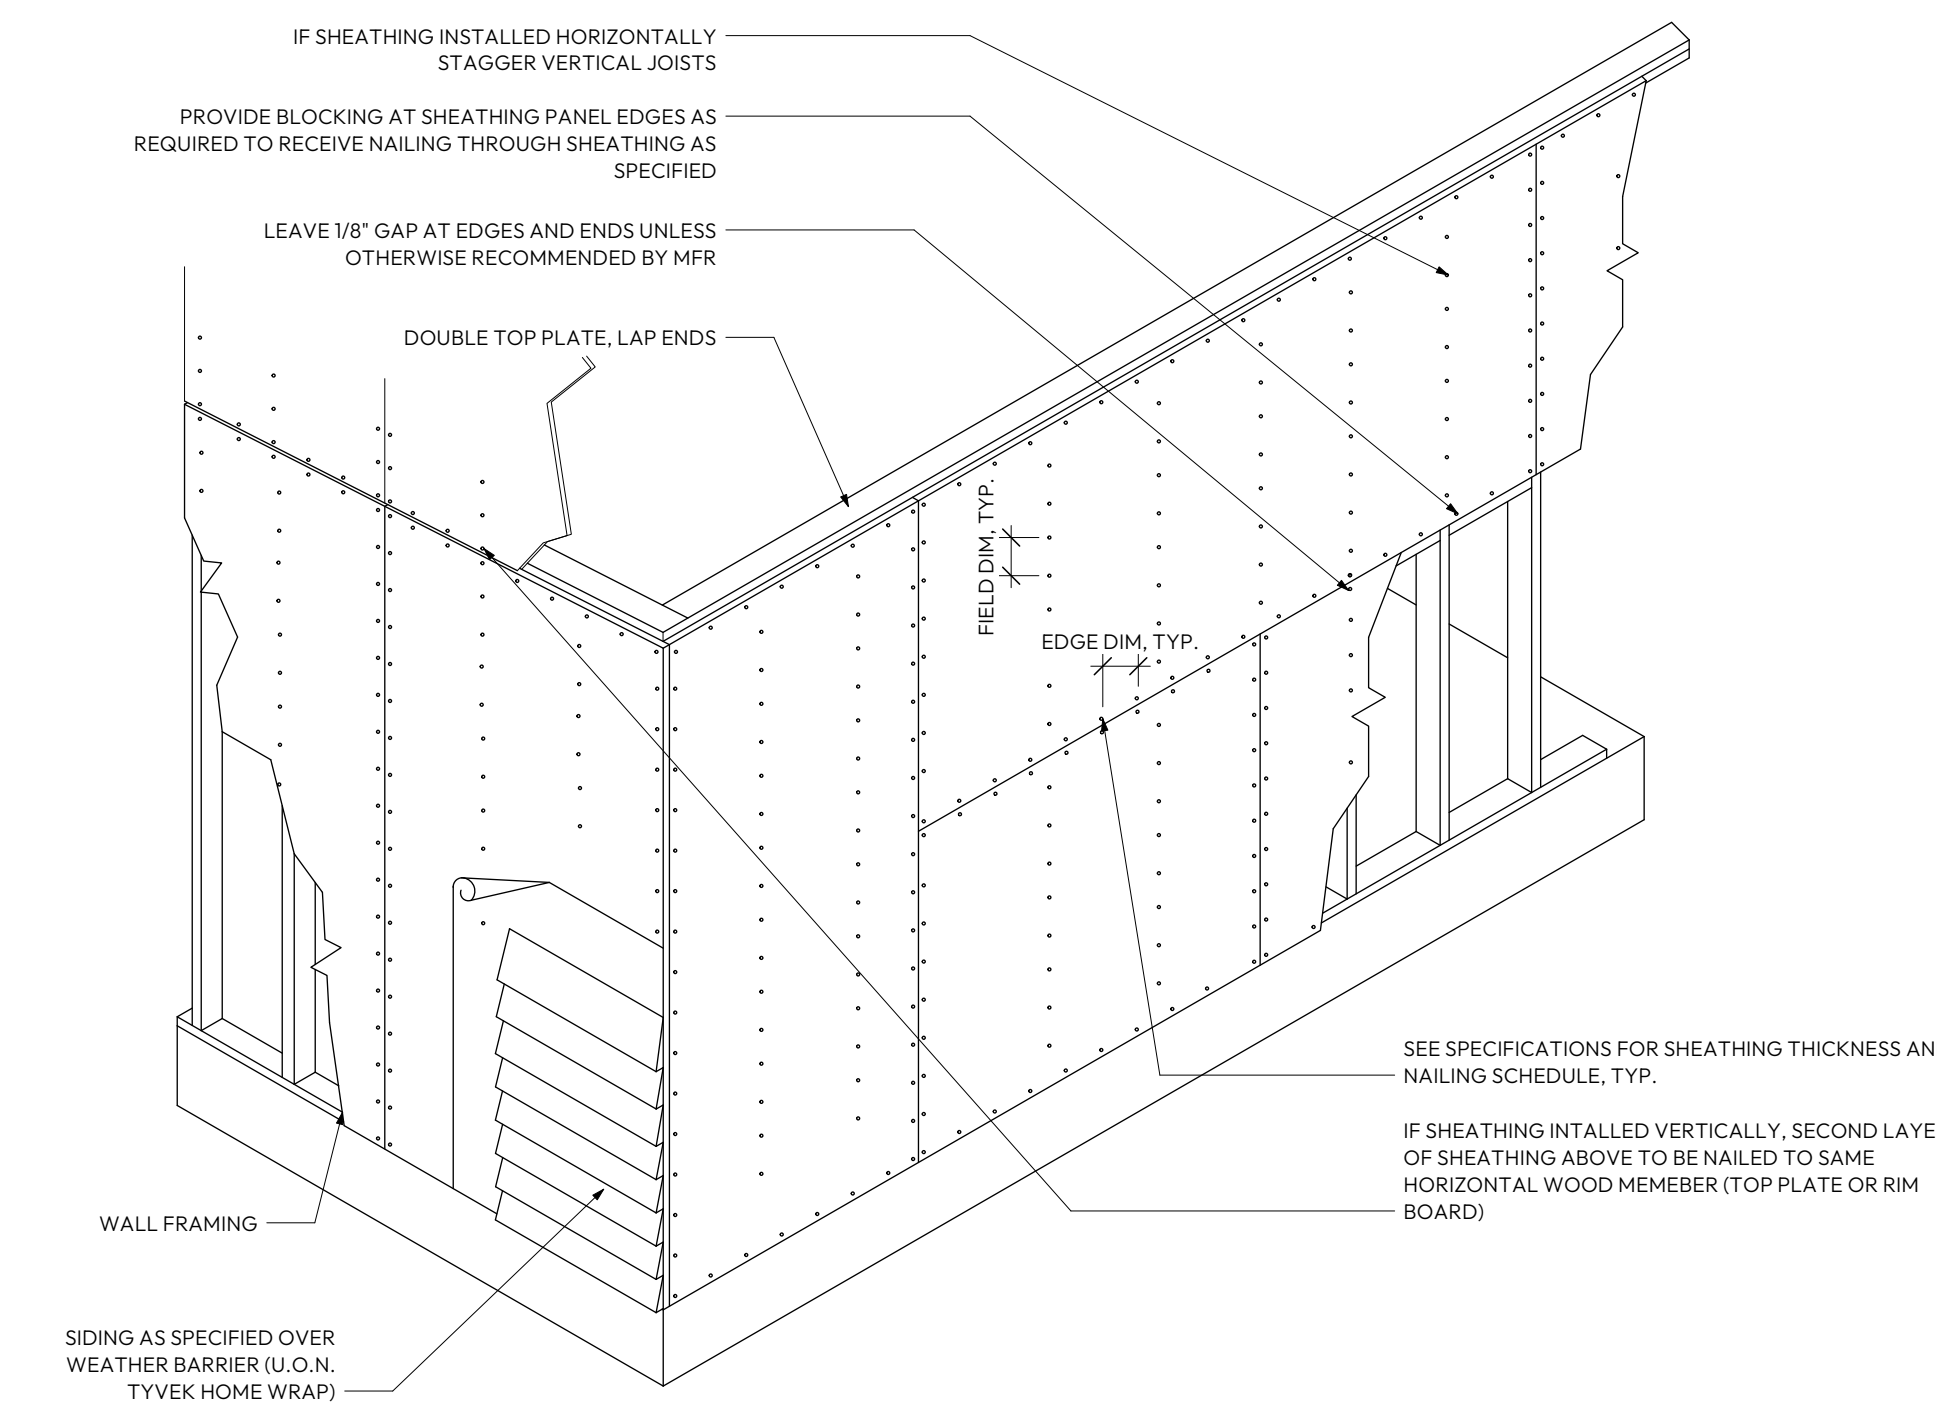 IF SHEATHING INSTALLED HORIZONTALLY
STAGGER VERTICAL JOISTS
PROVIDE BLOCKING AT SHEATHING PANEL EDGES AS
REQUIRED TO RECEIVE NAILING THROUGH SHEATHING AS
SPECIFIED
LEAVE 1/8" GAP AT EDGES AND ENDS UNLESS
OTHERWISE RECOMMENDED BY MFR
DOUBLE TOP PLATE, LAP ENDS
FIELD DIM, TYP.
EDGE DIM, TYP.
SEE SPECIFICATIONS FOR SHEATHING THICKNESS AN
NAILING SCHEDULE, TYP.
IF SHEATHING INTALLED VERTICALLY, SECOND LAYE
OF SHEATHING ABOVE TO BE NAILED TO SAME
HORIZONTAL WOOD MEMEBER (TOP PLATE OR RIM
BOARD)
WALL FRAMING
SIDING AS SPECIFIED OVER
WEATHER BARRIER (U.O.N.
TYVEK HOME WRAP)